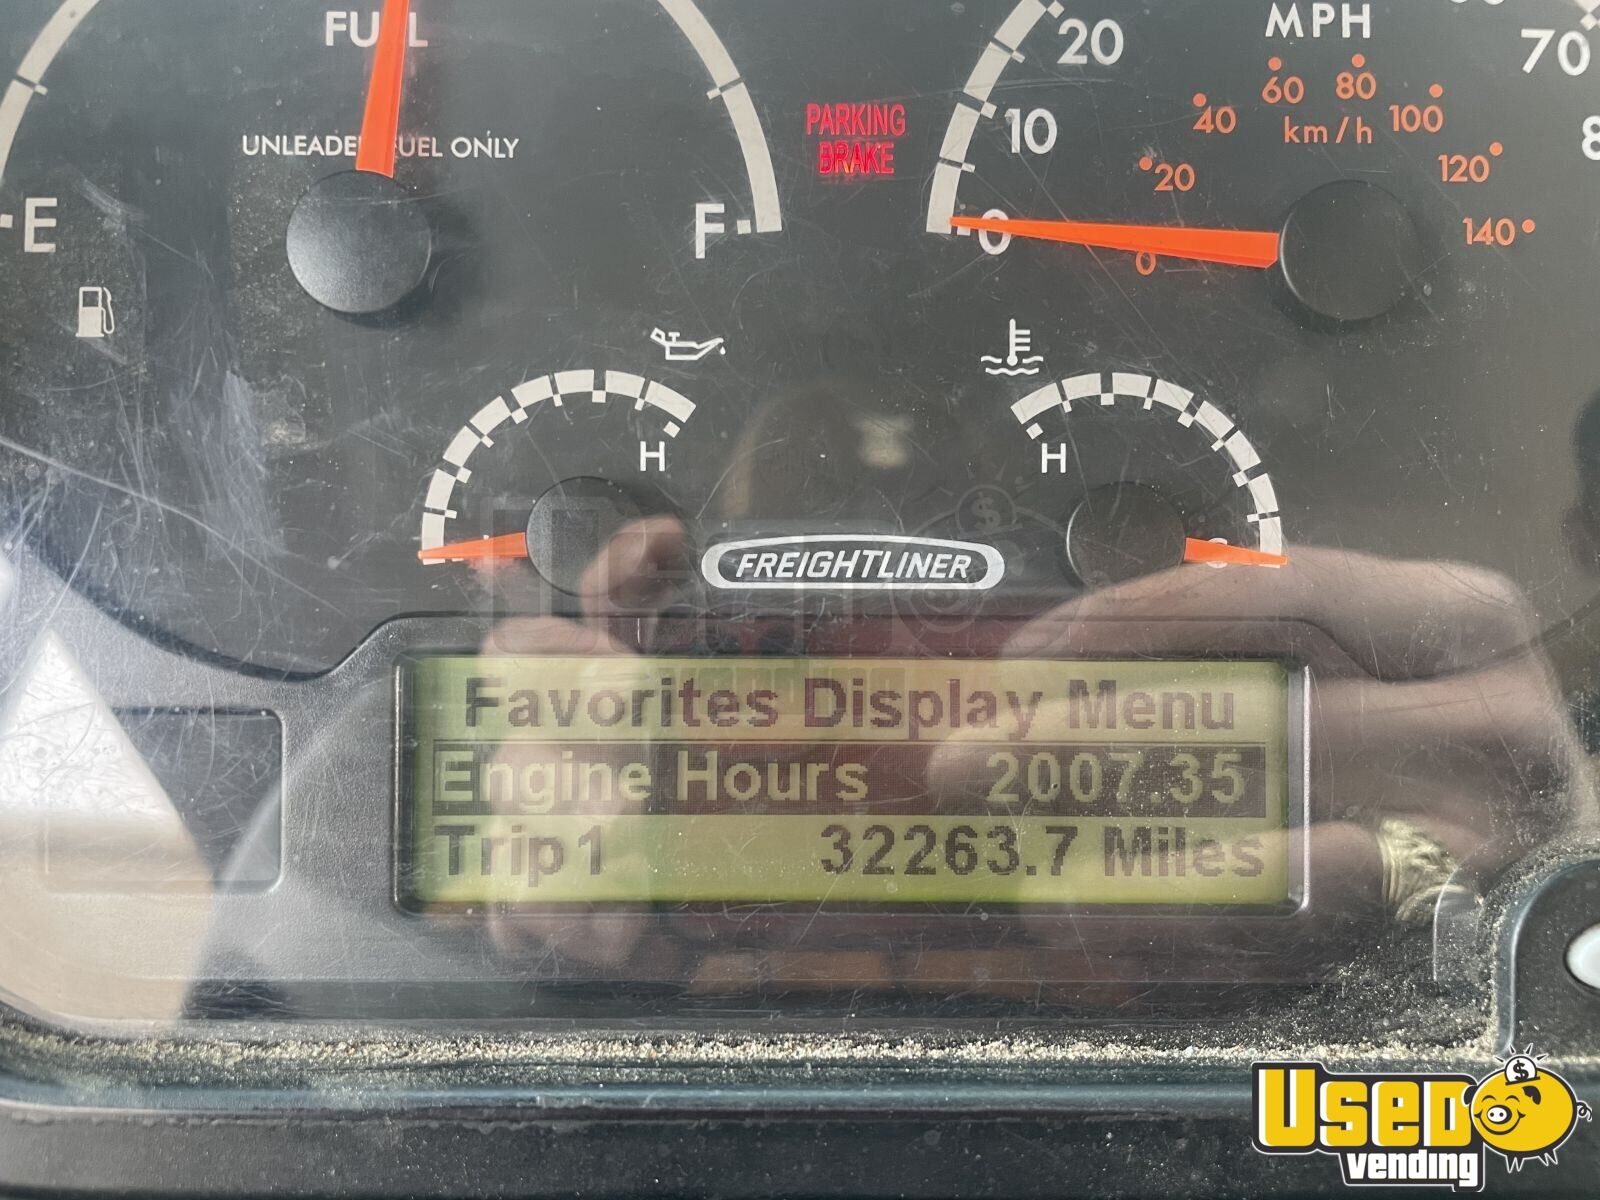 FUEL
UNLEADED FUEL ONLY
E
F
PARKING
BRAKE
MPH
0
10
20
70
km/h
0
20
40
60
80
100
120
140
H
H
FREIGHTLINER
Favorites Display Menu
Engine Hours 2007.35
Trip1 32263.7 Miles
USED
vending